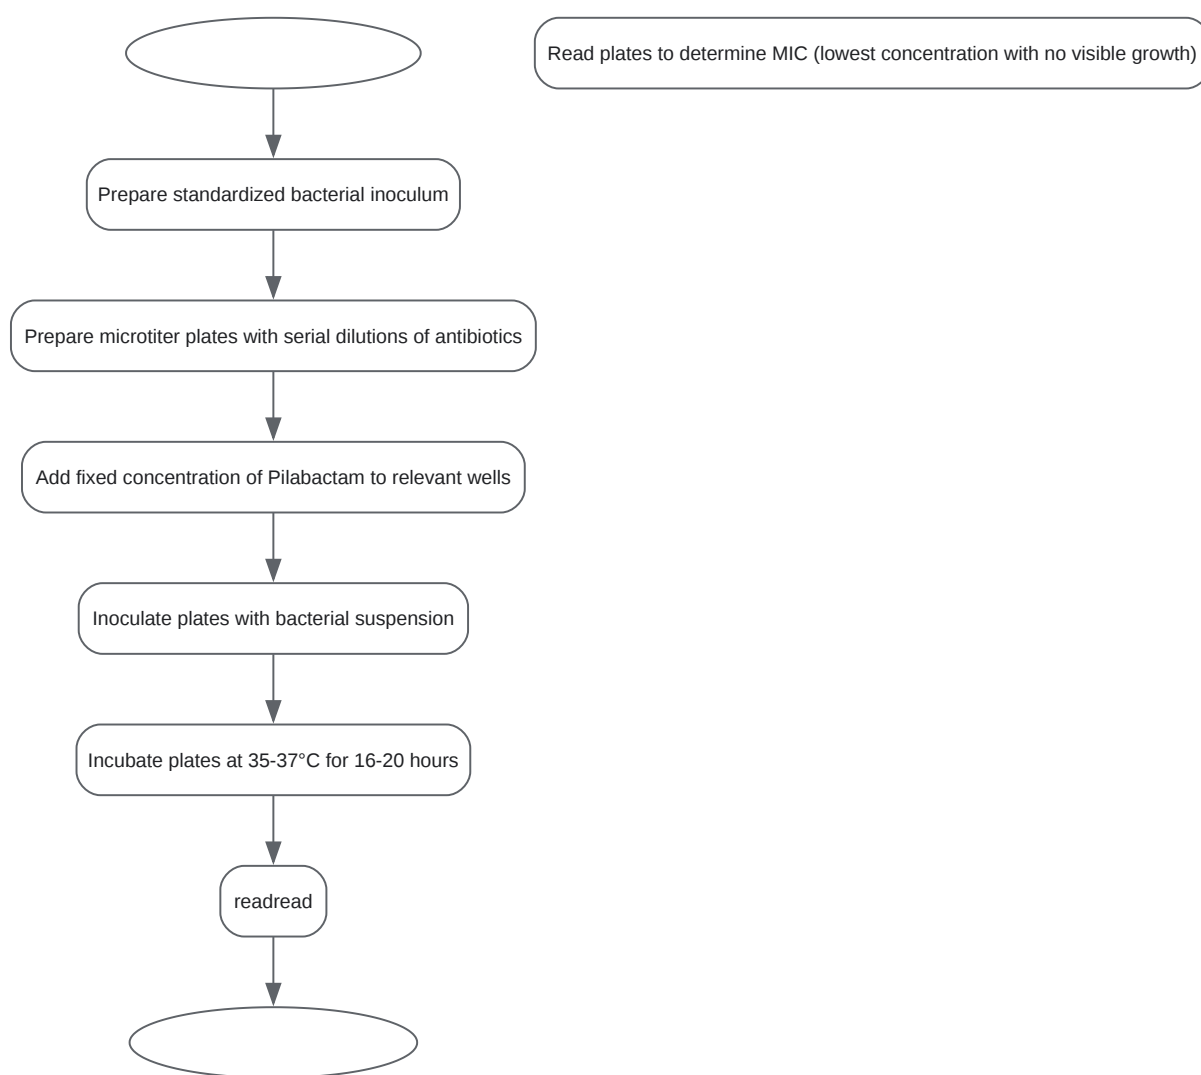 Read plates to determine MIC (lowest concentration with no visible growth)
Prepare standardized bacterial inoculum
Prepare microtiter plates with serial dilutions of antibiotics
Add fixed concentration of Pilabactam to relevant wells
Inoculate plates with bacterial suspension
Incubate plates at 35-37°C for 16-20 hours
readread